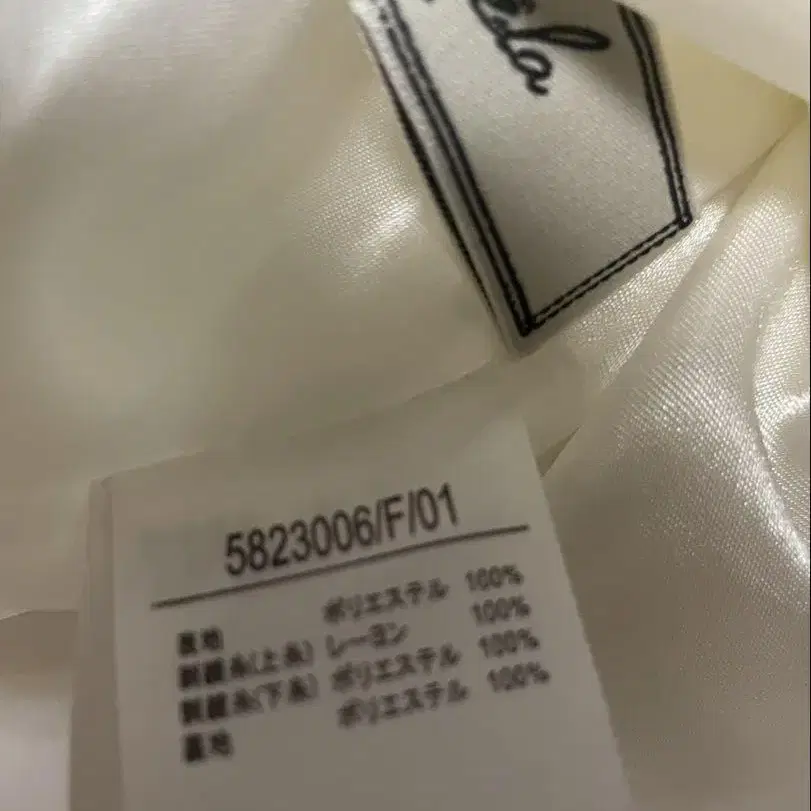 5823006/F/01
表地 ポリエステル 100%
刺繍糸(上糸) レーヨン 100%
刺繍糸(下糸) ポリエステル 100%
裏地 ポリエステル 100%